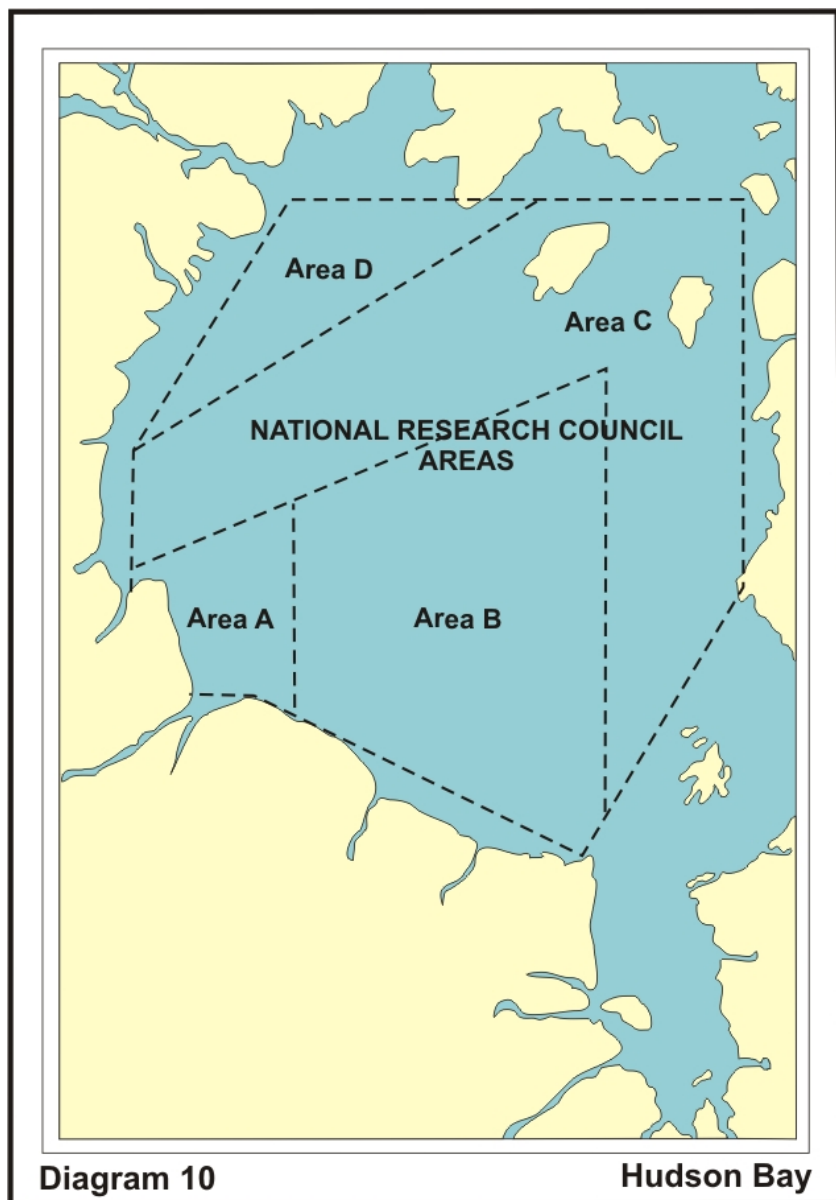 Area D
Area C
NATIONAL RESEARCH COUNCIL
AREAS
Area A
Area B
Diagram 10
Hudson Bay